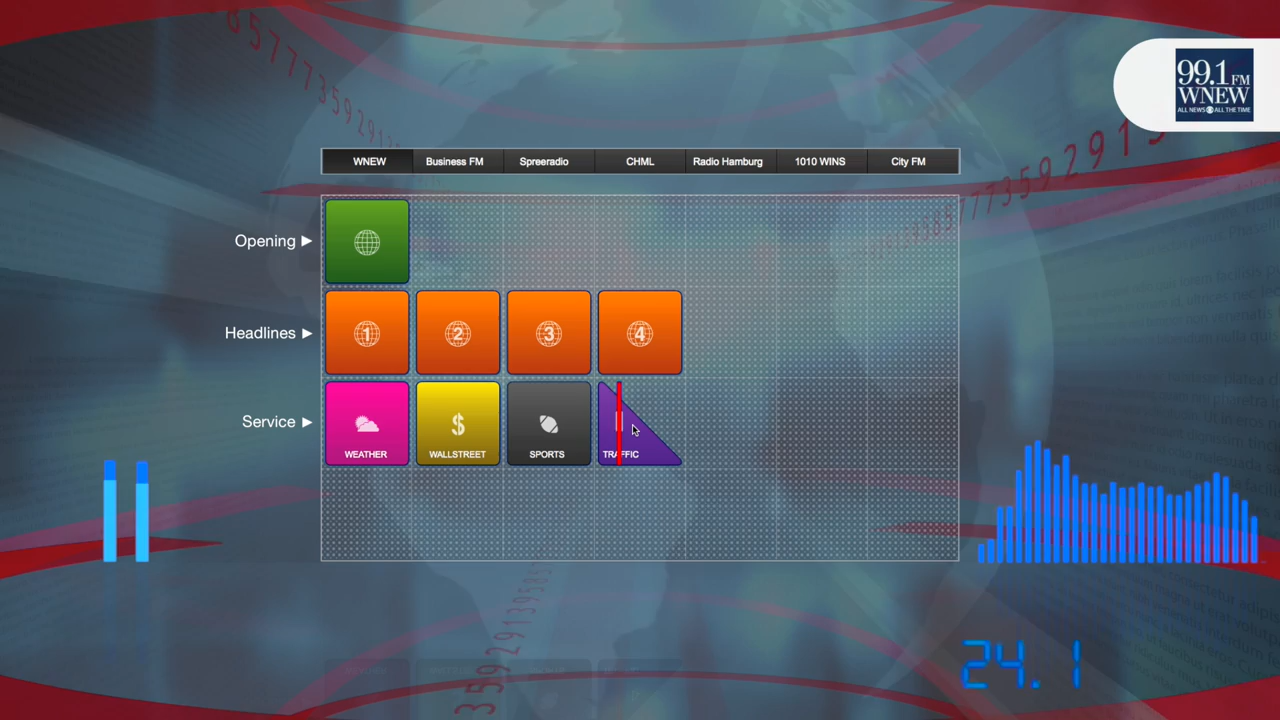 99.1 FM
WNEW
ALL NEWS ALL THE TIME
WNEW Business FM Spreeradio CHML Radio Hamburg 1010 WINS City FM
Opening
Headlines
1 2 3 4
Service
$
WEATHER WALLSTREET SPORTS TRAFFIC
24.1